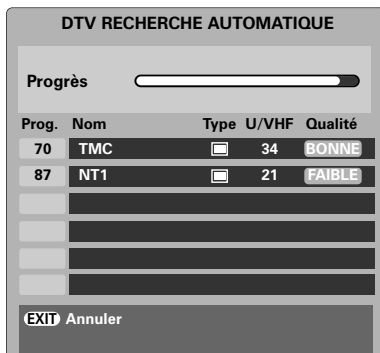 DTV RECHERCHE AUTOMATIQUE
Progrès
Prog. Nom Type U/VHF Qualité
70 TMC 34 BONNE
87 NT1 21 FAIBLE
EXIT Annuler